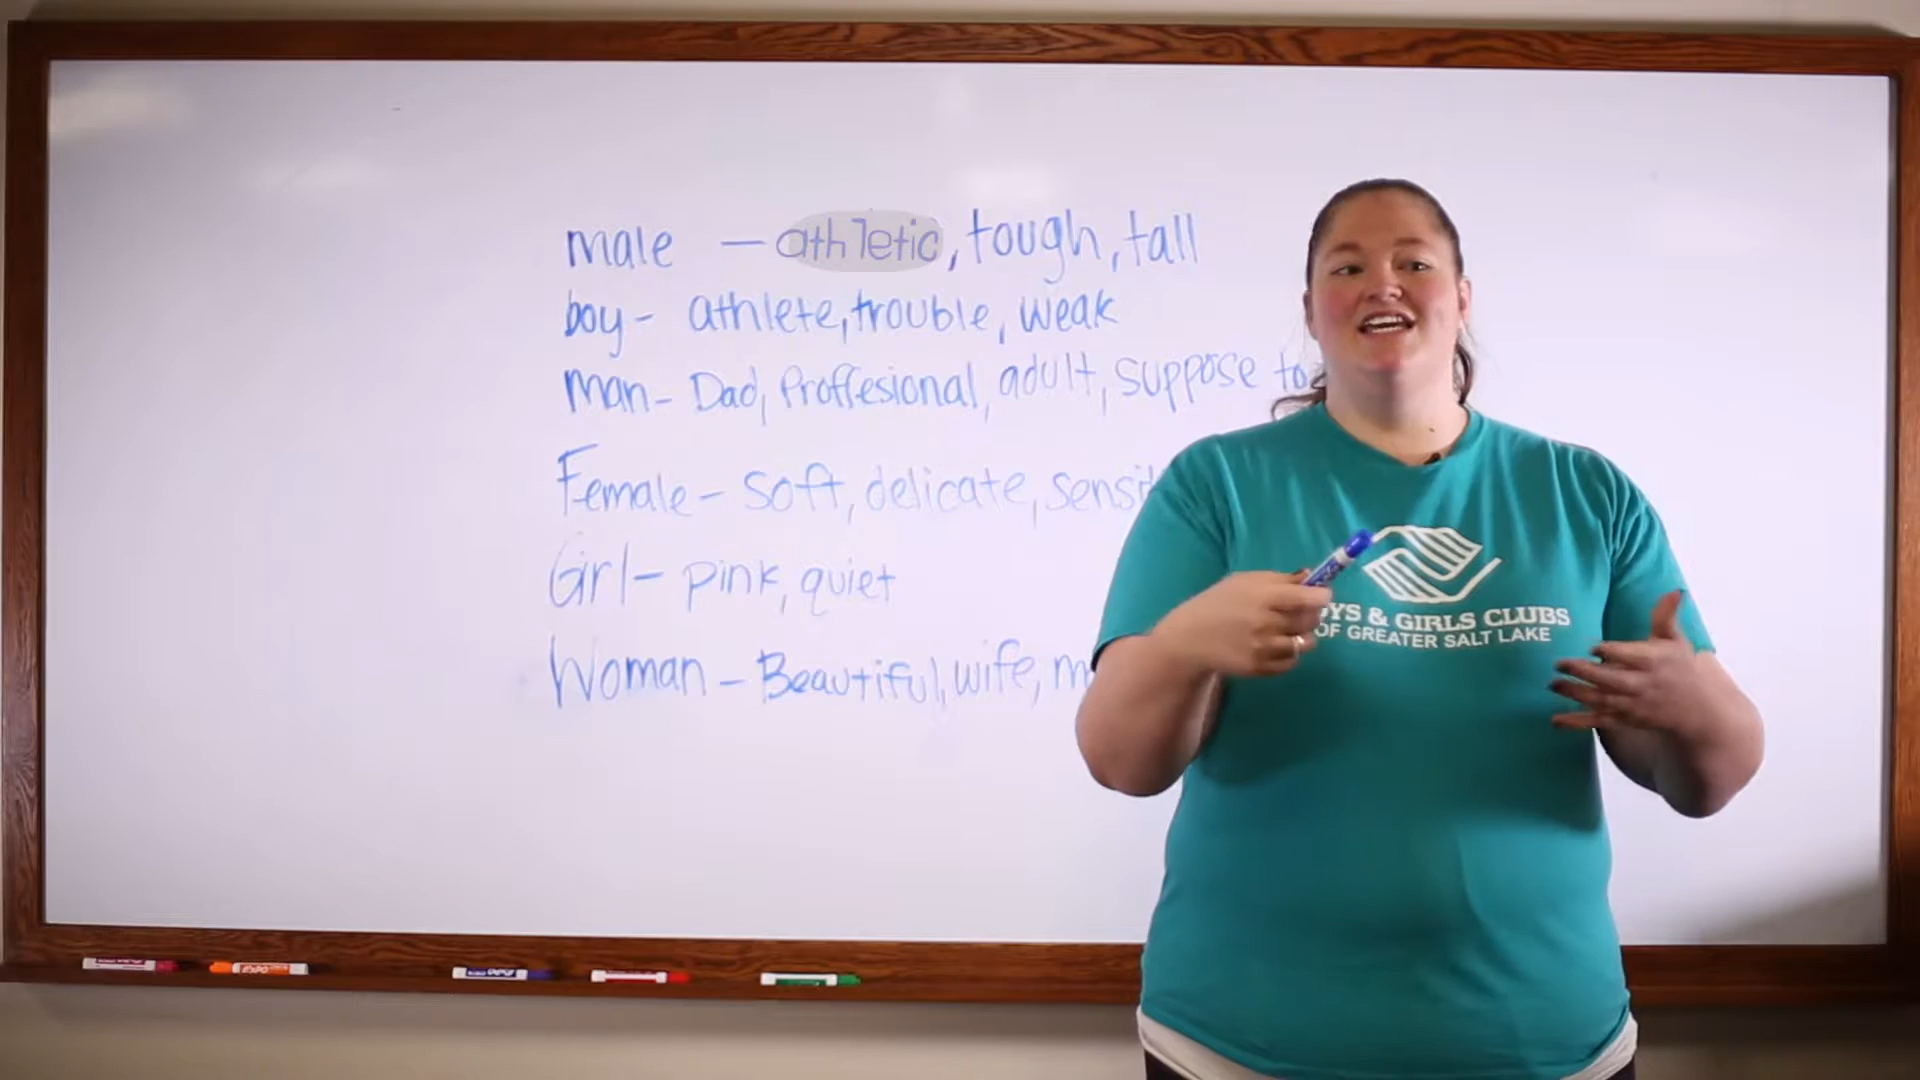 male - athletic, tough, tall
boy - athlete, trouble, weak
man - Dad, Proffesional, adult, suppose to
Female - soft, delicate,
Girl - pink, quiet
Woman - Beautiful, wife,
& GIRLS CLUBS
OF GREATER SALT LAKE
EXPO